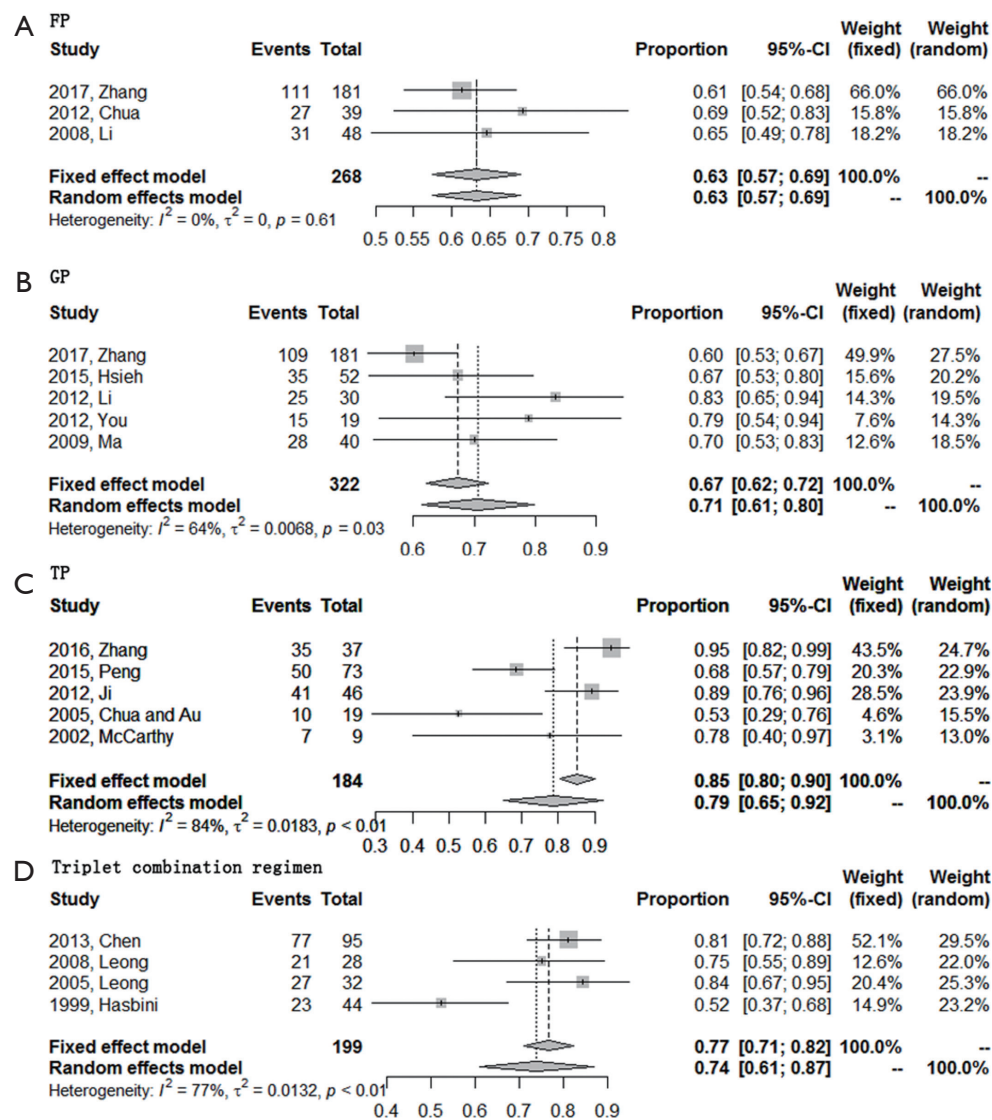 A FP
Weight Weight
Study Events Total Proportion 95%-CI (fixed) (random)
2017, Zhang 111 181 0.61 [0.54; 0.68] 66.0% 66.0%
2012, Chua 27 39 0.69 [0.52; 0.83] 15.8% 15.8%
2008, Li 31 48 0.65 [0.49; 0.78] 18.2% 18.2%
Fixed effect model 268 0.63 [0.57; 0.69] 100.0% --
Random effects model 0.63 [0.57; 0.69] -- 100.0%
Heterogeneity: I² = 0%, τ² = 0, p = 0.61
0.5 0.55 0.6 0.65 0.7 0.75 0.8
B GP
Weight Weight
Study Events Total Proportion 95%-CI (fixed) (random)
2017, Zhang 109 181 0.60 [0.53; 0.67] 49.9% 27.5%
2015, Hsieh 35 52 0.67 [0.53; 0.80] 15.6% 20.2%
2012, Li 25 30 0.83 [0.65; 0.94] 14.3% 19.5%
2012, You 15 19 0.79 [0.54; 0.94] 7.6% 14.3%
2009, Ma 28 40 0.70 [0.53; 0.83] 12.6% 18.5%
Fixed effect model 322 0.67 [0.62; 0.72] 100.0% --
Random effects model 0.71 [0.61; 0.80] -- 100.0%
Heterogeneity: I² = 64%, τ² = 0.0068, p = 0.03
0.6 0.7 0.8 0.9
C TP
Weight Weight
Study Events Total Proportion 95%-CI (fixed) (random)
2016, Zhang 35 37 0.95 [0.82; 0.99] 43.5% 24.7%
2015, Peng 50 73 0.68 [0.57; 0.79] 20.3% 22.9%
2012, Ji 41 46 0.89 [0.76; 0.96] 28.5% 23.9%
2005, Chua and Au 10 19 0.53 [0.29; 0.76] 4.6% 15.5%
2002, McCarthy 7 9 0.78 [0.40; 0.97] 3.1% 13.0%
Fixed effect model 184 0.85 [0.80; 0.90] 100.0% --
Random effects model 0.79 [0.65; 0.92] -- 100.0%
Heterogeneity: I² = 84%, τ² = 0.0183, p < 0.01
0.3 0.4 0.5 0.6 0.7 0.8 0.9
D Triplet combination regimen
Weight Weight
Study Events Total Proportion 95%-CI (fixed) (random)
2013, Chen 77 95 0.81 [0.72; 0.88] 52.1% 29.5%
2008, Leong 21 28 0.75 [0.55; 0.89] 12.6% 22.0%
2005, Leong 27 32 0.84 [0.67; 0.95] 20.4% 25.3%
1999, Hasbini 23 44 0.52 [0.37; 0.68] 14.9% 23.2%
Fixed effect model 199 0.77 [0.71; 0.82] 100.0% --
Random effects model 0.74 [0.61; 0.87] -- 100.0%
Heterogeneity: I² = 77%, τ² = 0.0132, p < 0.01
0.4 0.5 0.6 0.7 0.8 0.9